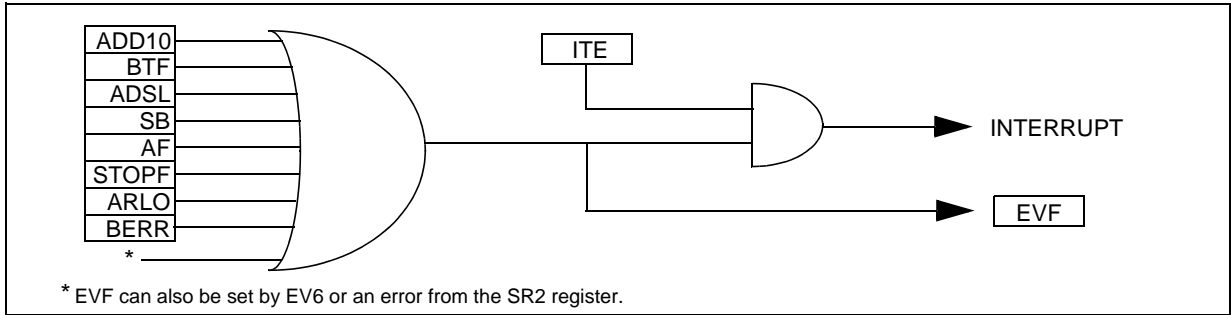 ADD10
BTF
ADSL
SB
AF
STOPF
ARLO
BERR
*
ITE
INTERRUPT
EVF
* EVF can also be set by EV6 or an error from the SR2 register.